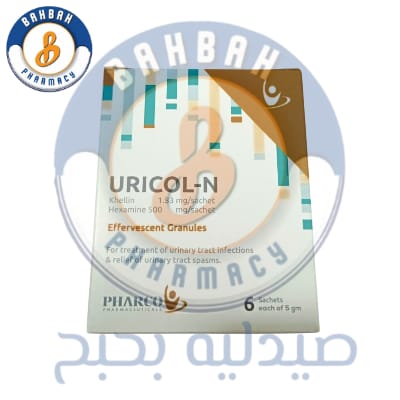 BAHBAH
PHARMACY
BAHBAH
URICOL-N
Khellin 1.83 mg/sachet
Hexamine 500 mg/sachet
Effervescent Granules
For treatment of urinary tract infections
& relief of urinary tract spasms.
PHARMACY
PHARCO
PHARMACEUTICALS
6 Sachets
each of 5 gm
صيدلية بحبح